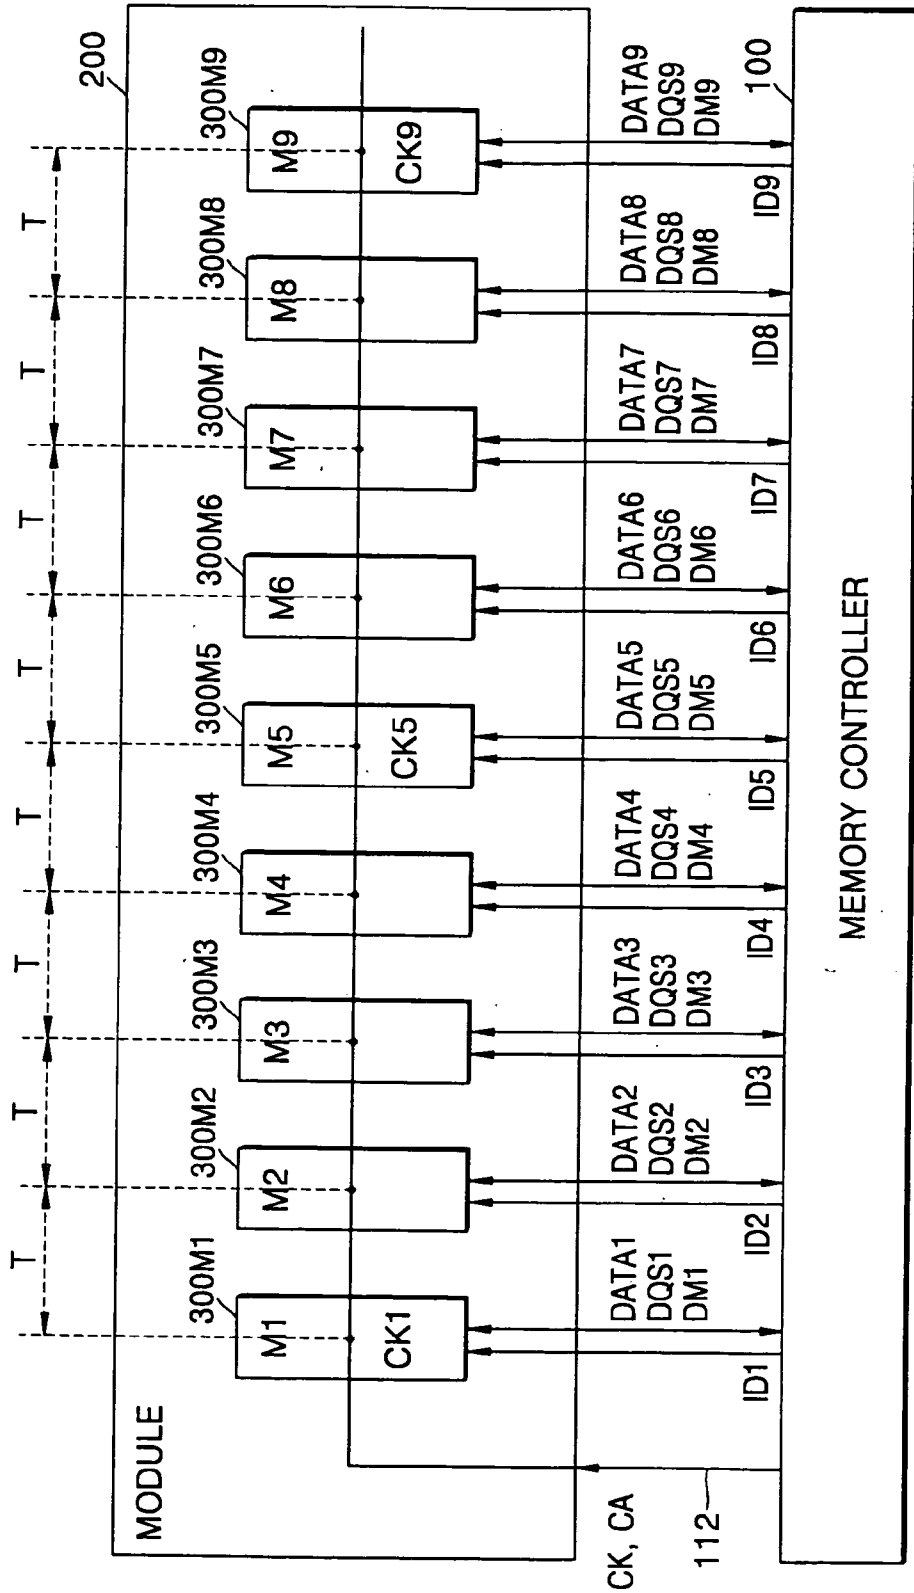 T T T T T T T T
300M1 300M2 300M3 300M4 300M5 300M6 300M7 300M8 300M9 200
MODULE
M1 M2 M3 M4 M5 M6 M7 M8 M9
CK1 CK5 CK9
CK, CA
112
DATA1 DATA2 DATA3 DATA4 DATA5 DATA6 DATA7 DATA8 DATA9
DQS1 DQS2 DQS3 DQS4 DQS5 DQS6 DQS7 DQS8 DQS9
DM1 DM2 DM3 DM4 DM5 DM6 DM7 DM8 DM9
ID1 ID2 ID3 ID4 ID5 ID6 ID7 ID8 ID9 100
MEMORY CONTROLLER